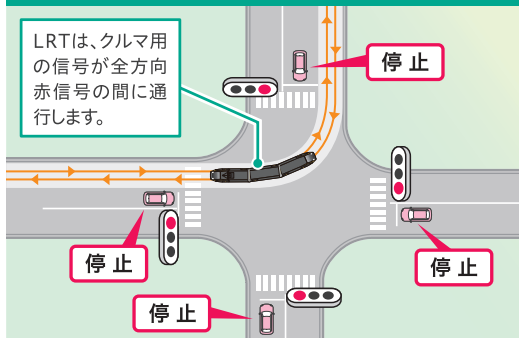 LRTは、クルマ用
の信号が全方向
赤信号の間に通
行します。
停止
停止
停止
停止